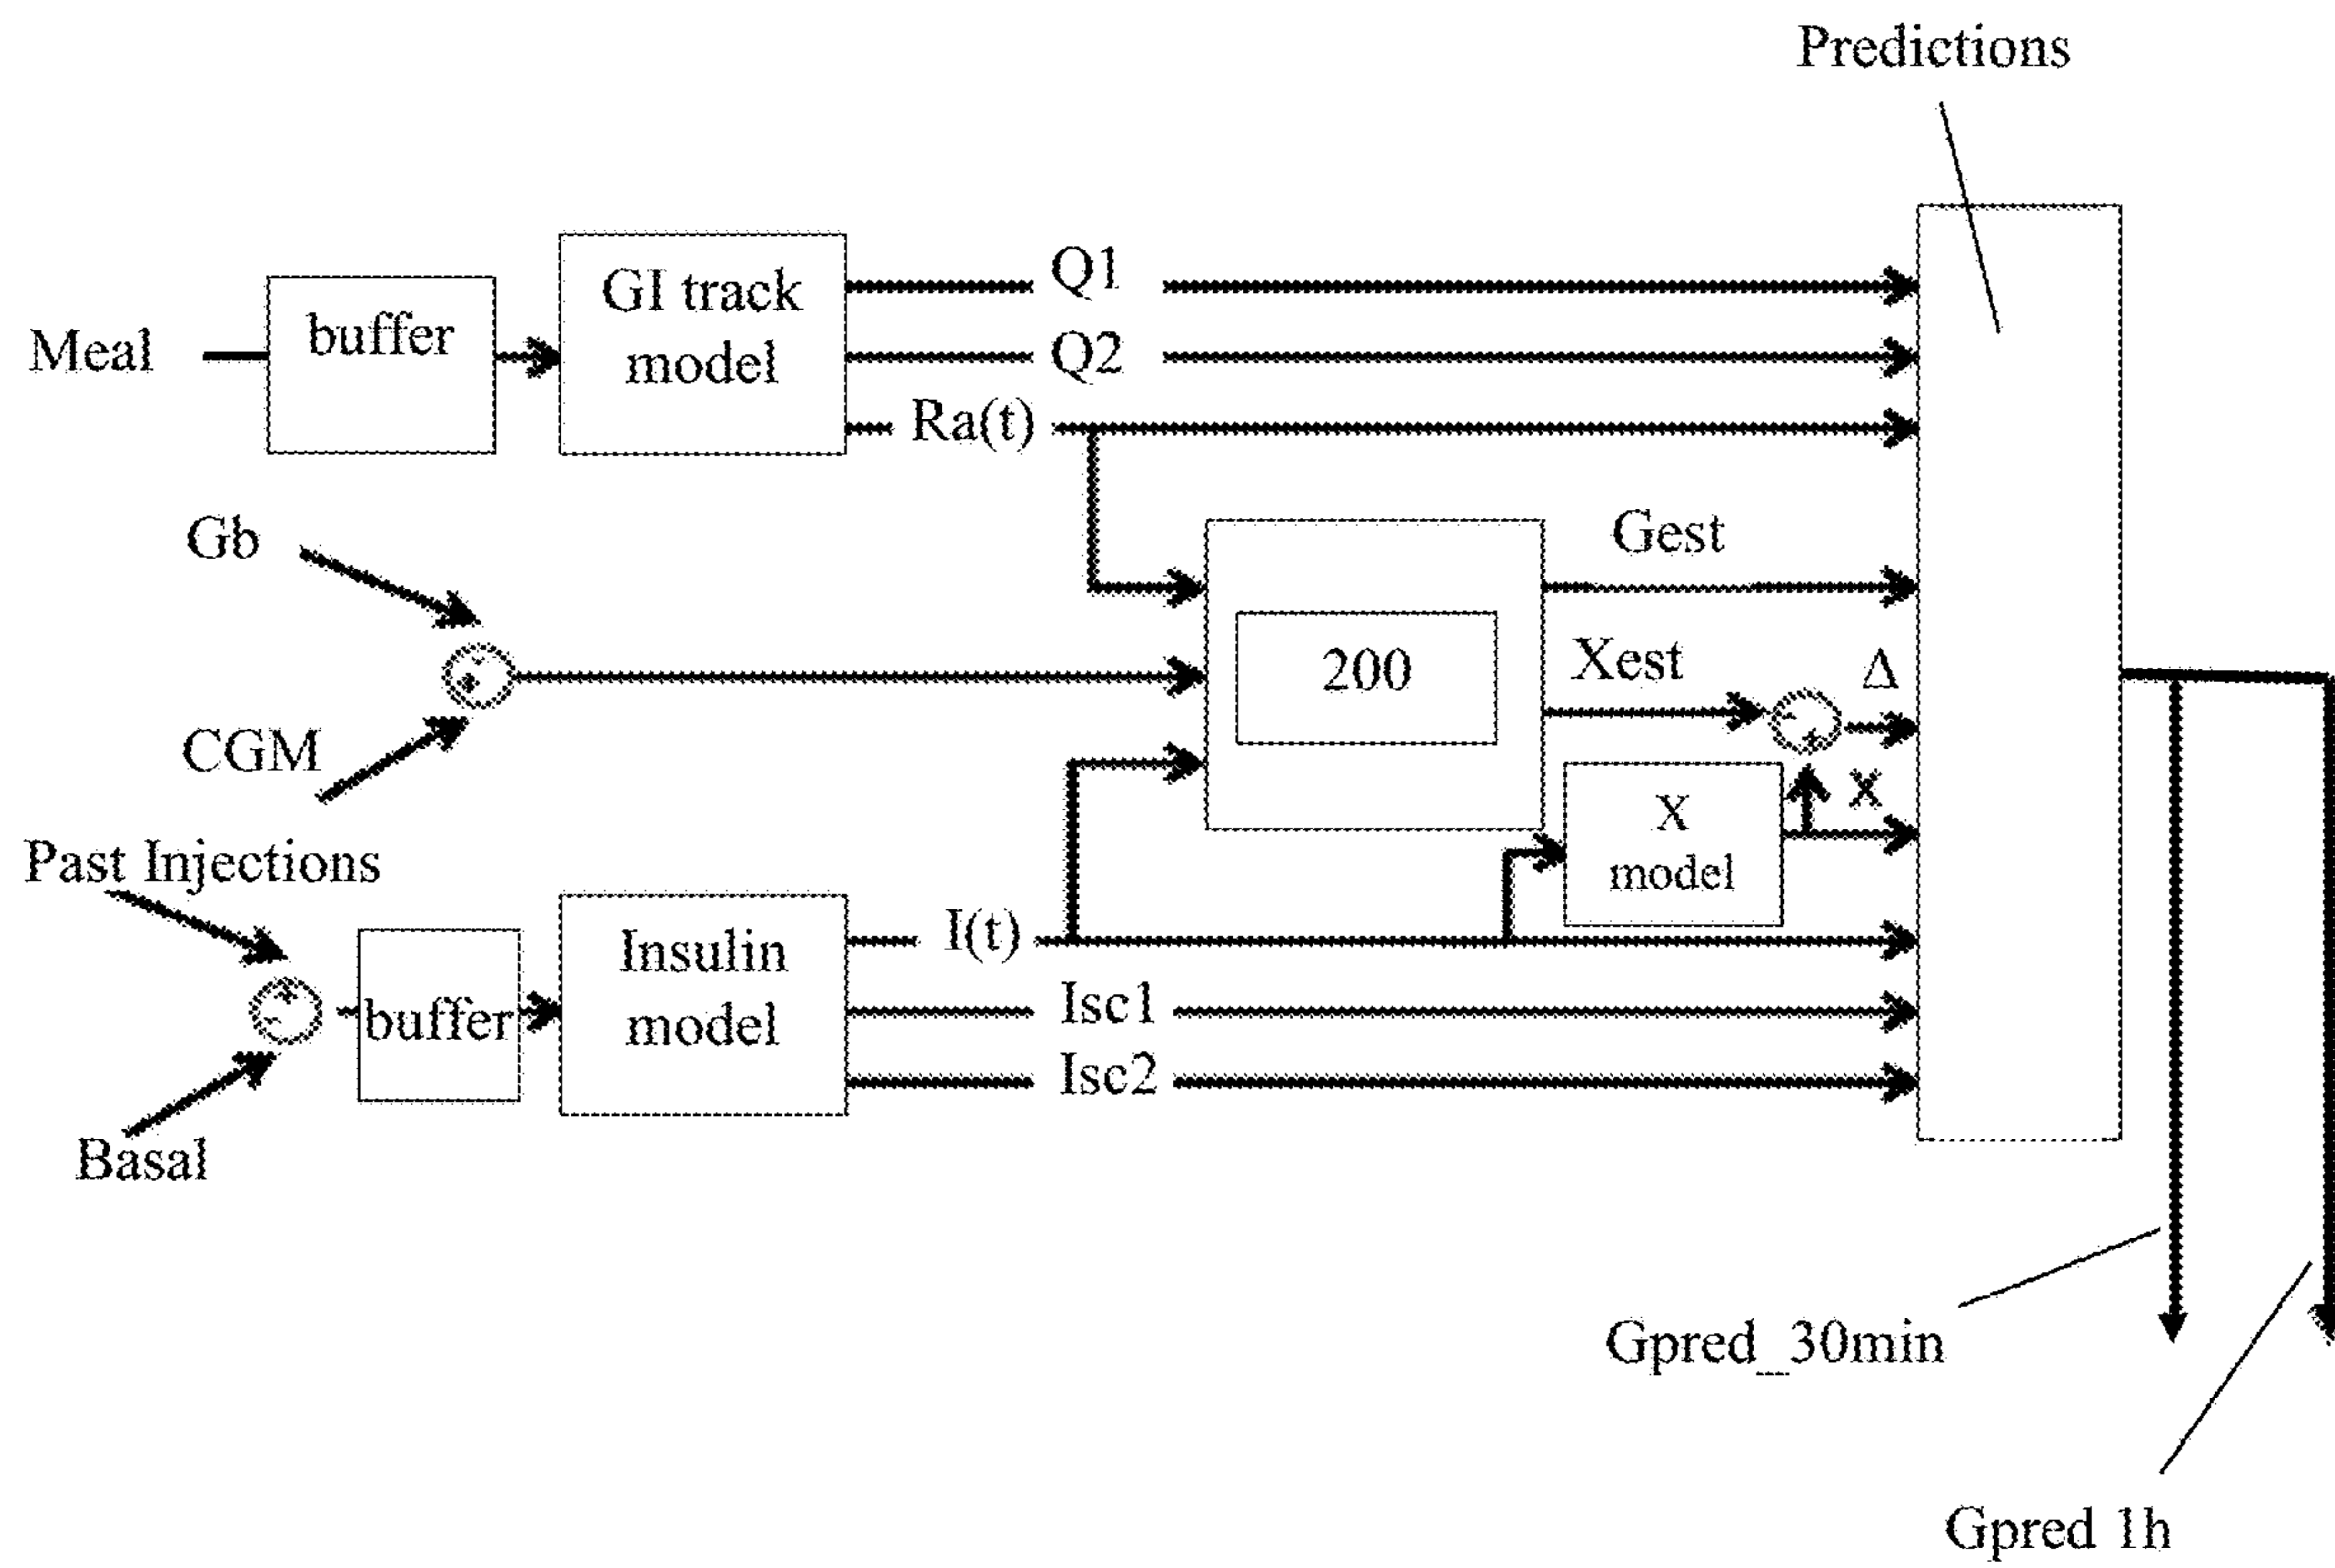 Predictions
Meal
buffer
GI track
model
Q1
Q2
Ra(t)
Gb
CGM
200
Gest
Xest
Δ
X
X
model
Past Injections
Basal
buffer
Insulin
model
I(t)
Isc1
Isc2
Gpred_30min
Gpred 1h